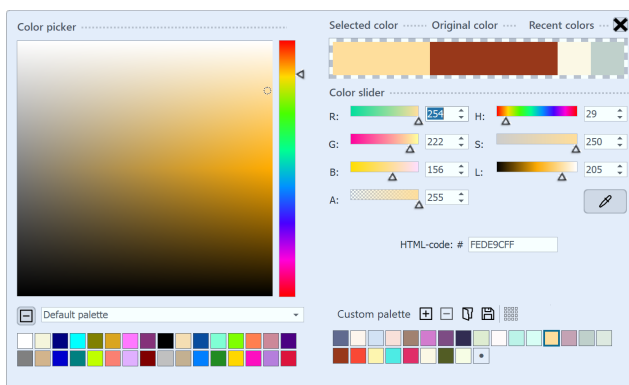 Color picker
Selected color Original color Recent colors
Color slider
R: 254 H: 29
G: 222 S: 250
B: 156 L: 205
A: 255
HTML-code: # FEDE9CFF
Default palette
Custom palette